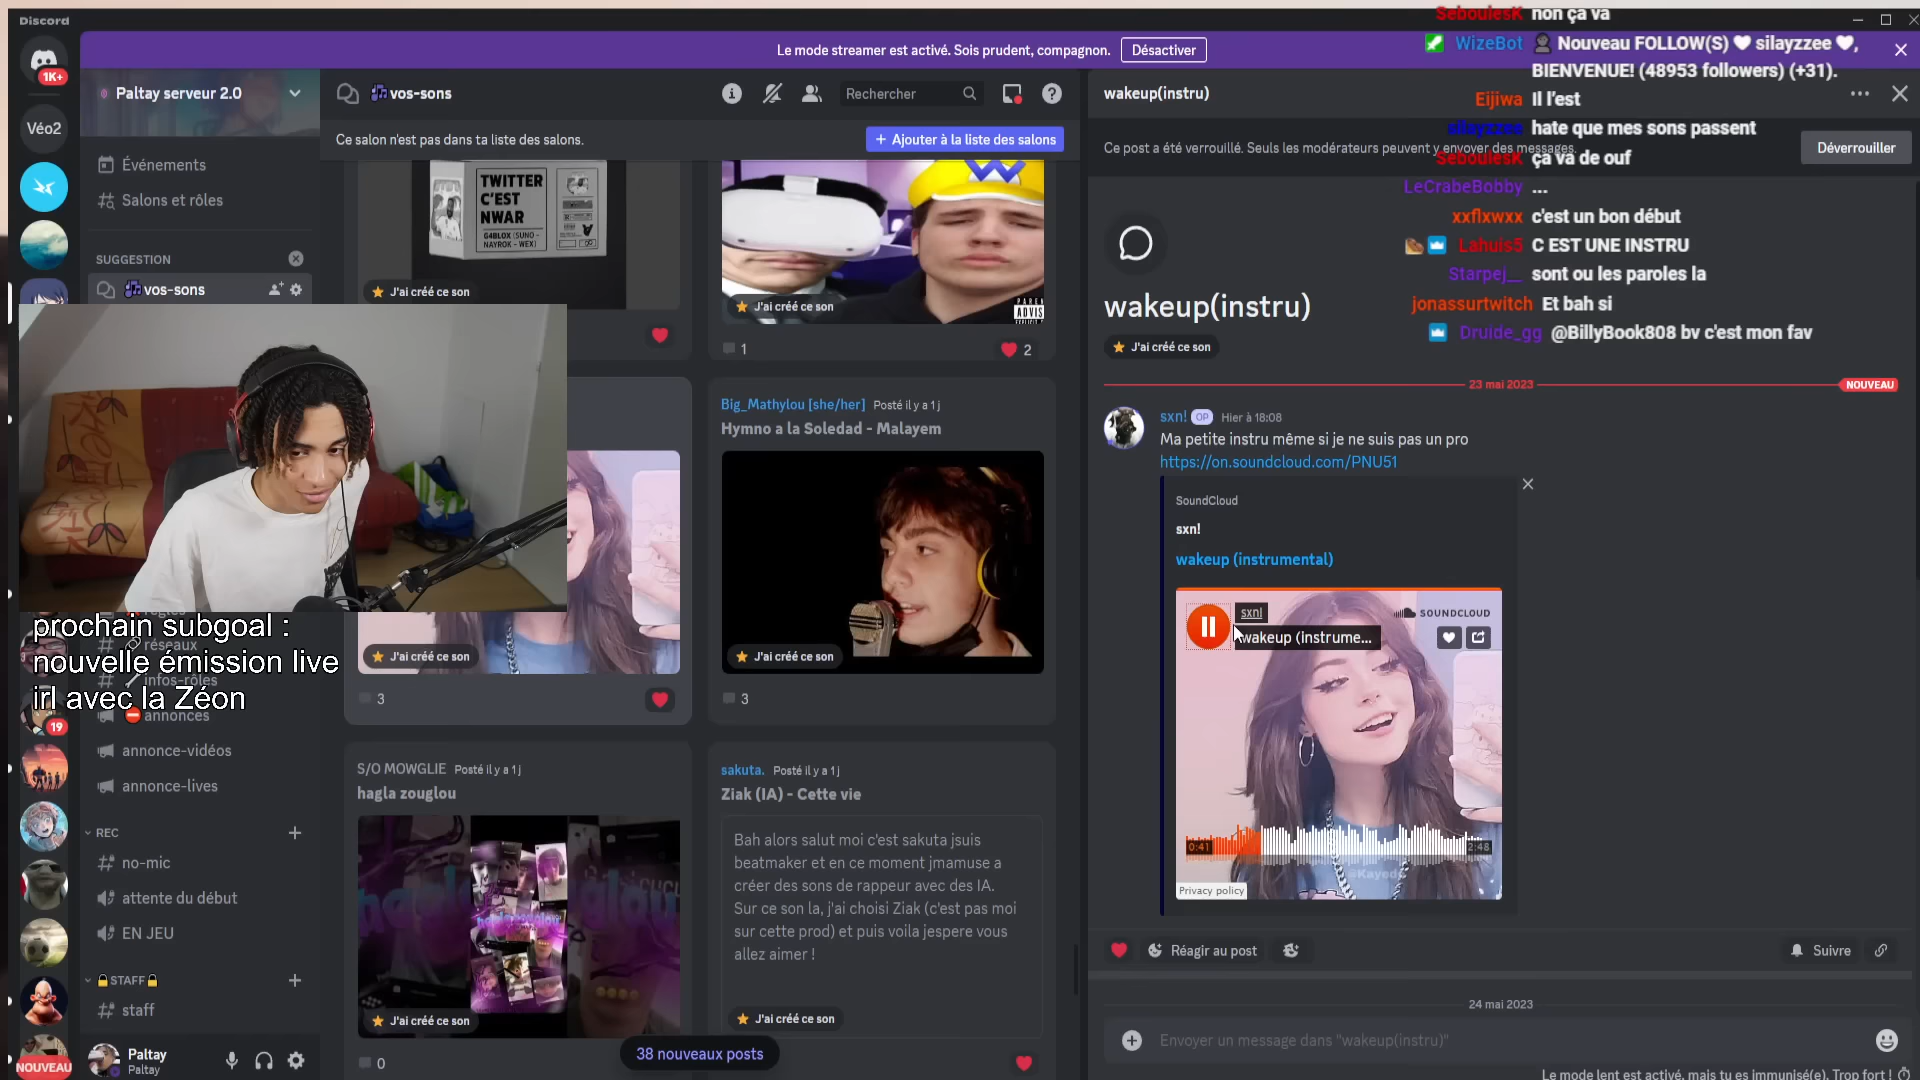 Discord
Le mode streamer est activé. Sois prudent, compagnon.
Désactiver
1K+
Véo2
19
NOUVEAU
Paltay serveur 2.0
Événements
Salons et rôles
SUGGESTION
vos-sons
réseaux
infos-rôles
annonces
annonce-vidéos
annonce-lives
REC
no-mic
attente du début
EN JEU
STAFF
staff
Paltay
Paltay
prochain subgoal :
nouvelle émission live
irl avec la Zéon
vos-sons
Rechercher
Ce salon n'est pas dans ta liste des salons.
+ Ajouter à la liste des salons
TWITTER
C'EST
NWAR
G4BLOX (SUNO -
NAYROK - WEX)
J'ai créé ce son
J'ai créé ce son
1
2
J'ai créé ce son
3
Big_Mathylou [she/her] Posté il y a 1 j
Hymno a la Soledad - Malayem
J'ai créé ce son
3
S/O MOWGLIE Posté il y a 1 j
hagla zouglou
J'ai créé ce son
0
sakuta. Posté il y a 1 j
Ziak (IA) - Cette vie
Bah alors salut moi c'est sakuta jsuis
beatmaker et en ce moment jmamuse a
créer des sons de rappeur avec des IA.
Sur ce son la, j'ai choisi Ziak (c'est pas moi
sur cette prod) et puis voila jespere vous
allez aimer !
J'ai créé ce son
38 nouveaux posts
wakeup(instru)
Ce post a été verrouillé. Seuls les modérateurs peuvent y envoyer des messages.
Déverrouiller
SeboulesK non ça va
WizeBot Nouveau FOLLOW(S) silayzzee ,
BIENVENUE! (48953 followers) (+31).
Eijiwa Il l'est
silayzzee hate que mes sons passent
SeboulesK ça va de ouf
LeCrabeBobby ...
xxflxwxx c'est un bon début
Lahuis5 C EST UNE INSTRU
Starpej__ sont ou les paroles la
jonassurtwitch Et bah si
Druide_gg @BillyBook808 bv c'est mon fav
wakeup(instru)
J'ai créé ce son
23 mai 2023
NOUVEAU
sxn! OP Hier à 18:08
Ma petite instru même si je ne suis pas un pro
https://on.soundcloud.com/PNU51
SoundCloud
sxn!
wakeup (instrumental)
sxn!
SOUNDCLOUD
wakeup (instrume...
0:41
2:48
@Kayedo
Privacy policy
Réagir au post
Suivre
24 mai 2023
Envoyer un message dans "wakeup(instru)"
Le mode lent est activé, mais tu es immunisé(e). Trop fort !